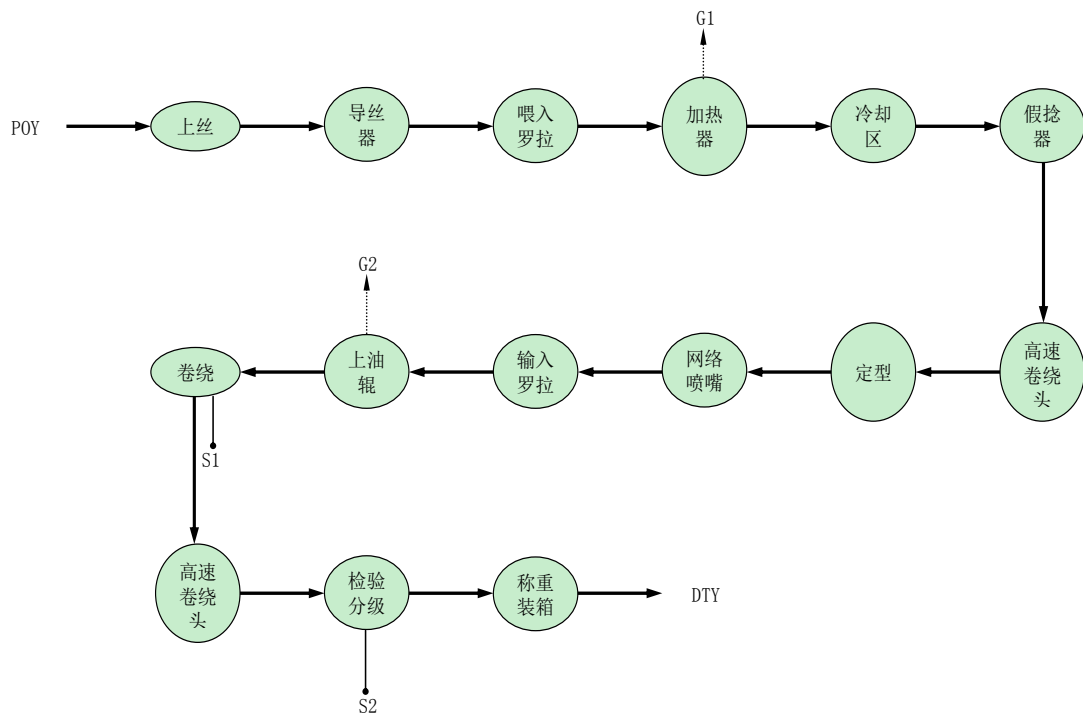 G1
POY
上丝
导丝
器
喂入
罗拉
加热
器
冷却
区
假捻
器
G2
卷绕
上油
辊
输入
罗拉
网络
喷嘴
定型
高速
卷绕
头
S1
高速
卷绕
头
检验
分级
称重
装箱
DTY
S2